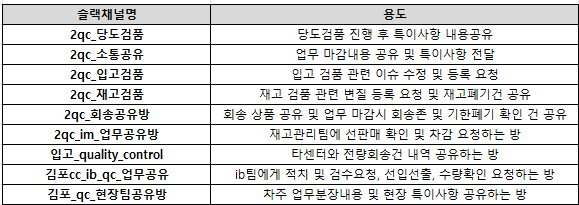 슬랙채널명 용도
2qc_당도검품 당도검품 진행 후 특이사항 내용공유
2qc_소통공유 업무 마감내용 공유 및 특이사항 전달
2qc_입고검품 입고 검품 관련 이슈 수정 및 등록 요청
2qc_재고검품 재고 검품 관련 변질 등록 요청 및 재고폐기건 공유
2qc_회송공유방 회송 상품 공유 및 업무 마감시 회송존 및 기한폐기 확인 건 공유
2qc_im_업무공유방 재고관리팀에 선판매 확인 및 차감 요청하는 방
입고_quality_control 타센터와 전량회송건 내역 공유하는 방
김포cc_ib_qc_업무공유 ib팀에게 적치 및 검수요청, 선입선출, 수량확인 요청하는 방
김포_qc_현장팀공유방 차주 업무분장내용 및 현장 특이사항 공유하는 방